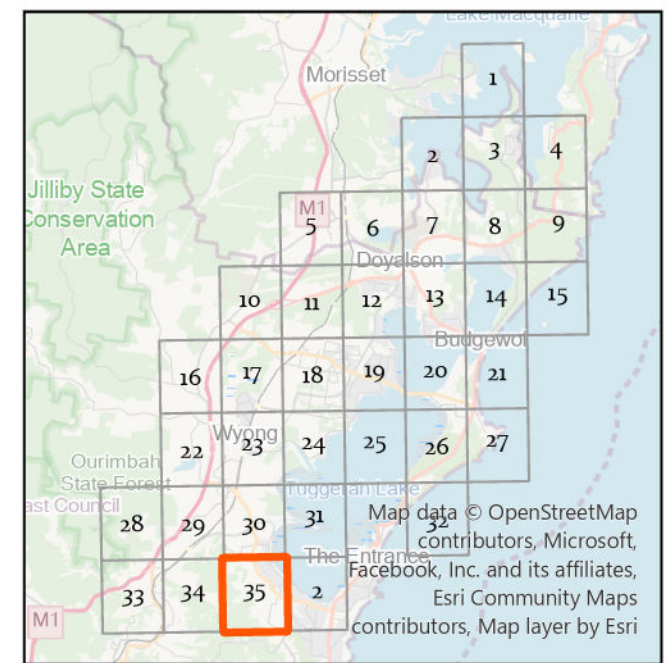 Lake Macquarie
Morisset
1
2
3
4
Jilliby State
Conservation
Area
M1
5
6
7
8
9
Doyalson
10
11
12
13
14
15
Budgewoi
16
17
18
19
20
21
Wyong
22
23
24
25
26
27
Ourimbah
State Forest
ast Council
Tuggerah Lake
28
29
30
31
32
The Entrance
33
34
35
2
M1
Map data © OpenStreetMap
contributors, Microsoft,
Facebook, Inc. and its affiliates,
Esri Community Maps
contributors, Map layer by Esri